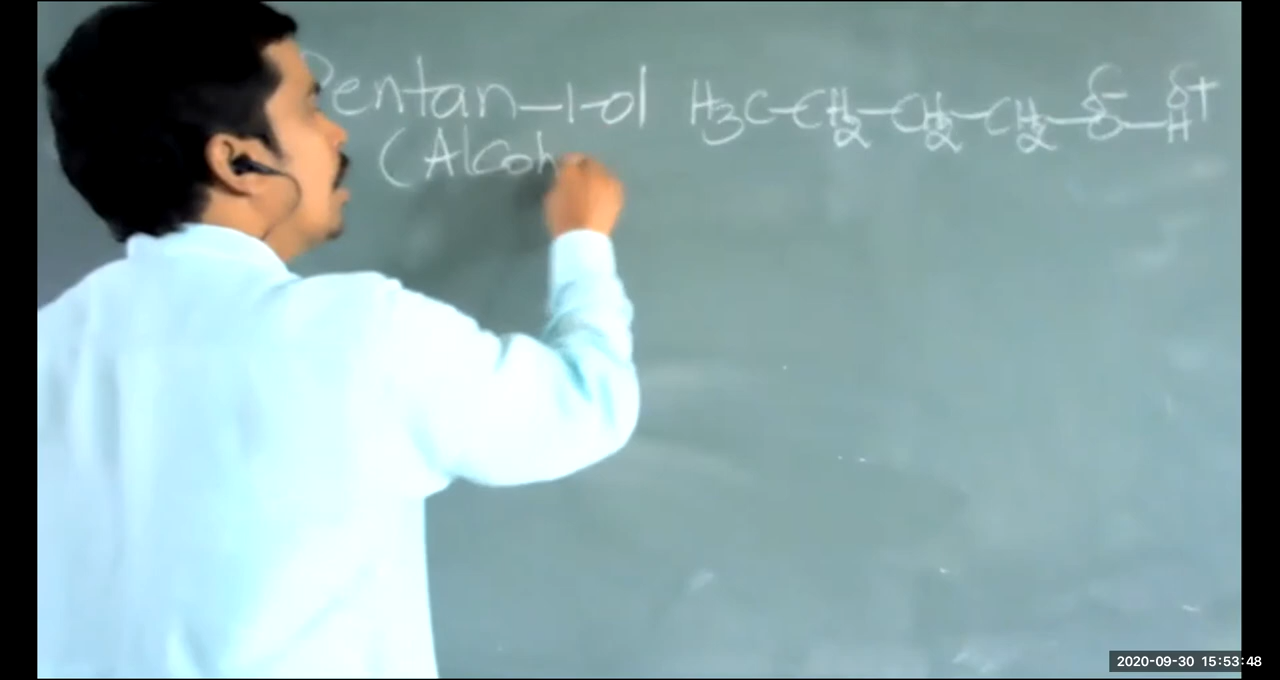 Pentan-1-ol H3C-CH2-CH2-CH2-O-H
δ- δ+
(Alcoh
2020-09-30 15:53:48